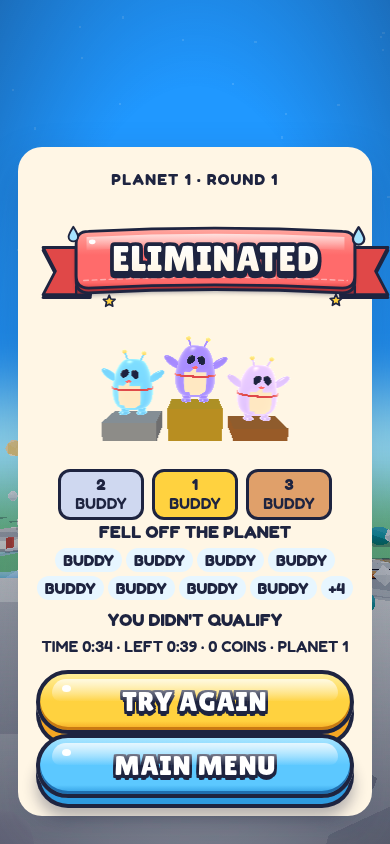 PLANET 1 · ROUND 1
ELIMINATED
2 1 3
BUDDY BUDDY BUDDY
FELL OFF THE PLANET
BUDDY BUDDY BUDDY BUDDY
BUDDY BUDDY BUDDY BUDDY +4
YOU DIDN'T QUALIFY
TIME 0:34 · LEFT 0:39 · 0 COINS · PLANET 1
TRY AGAIN
MAIN MENU